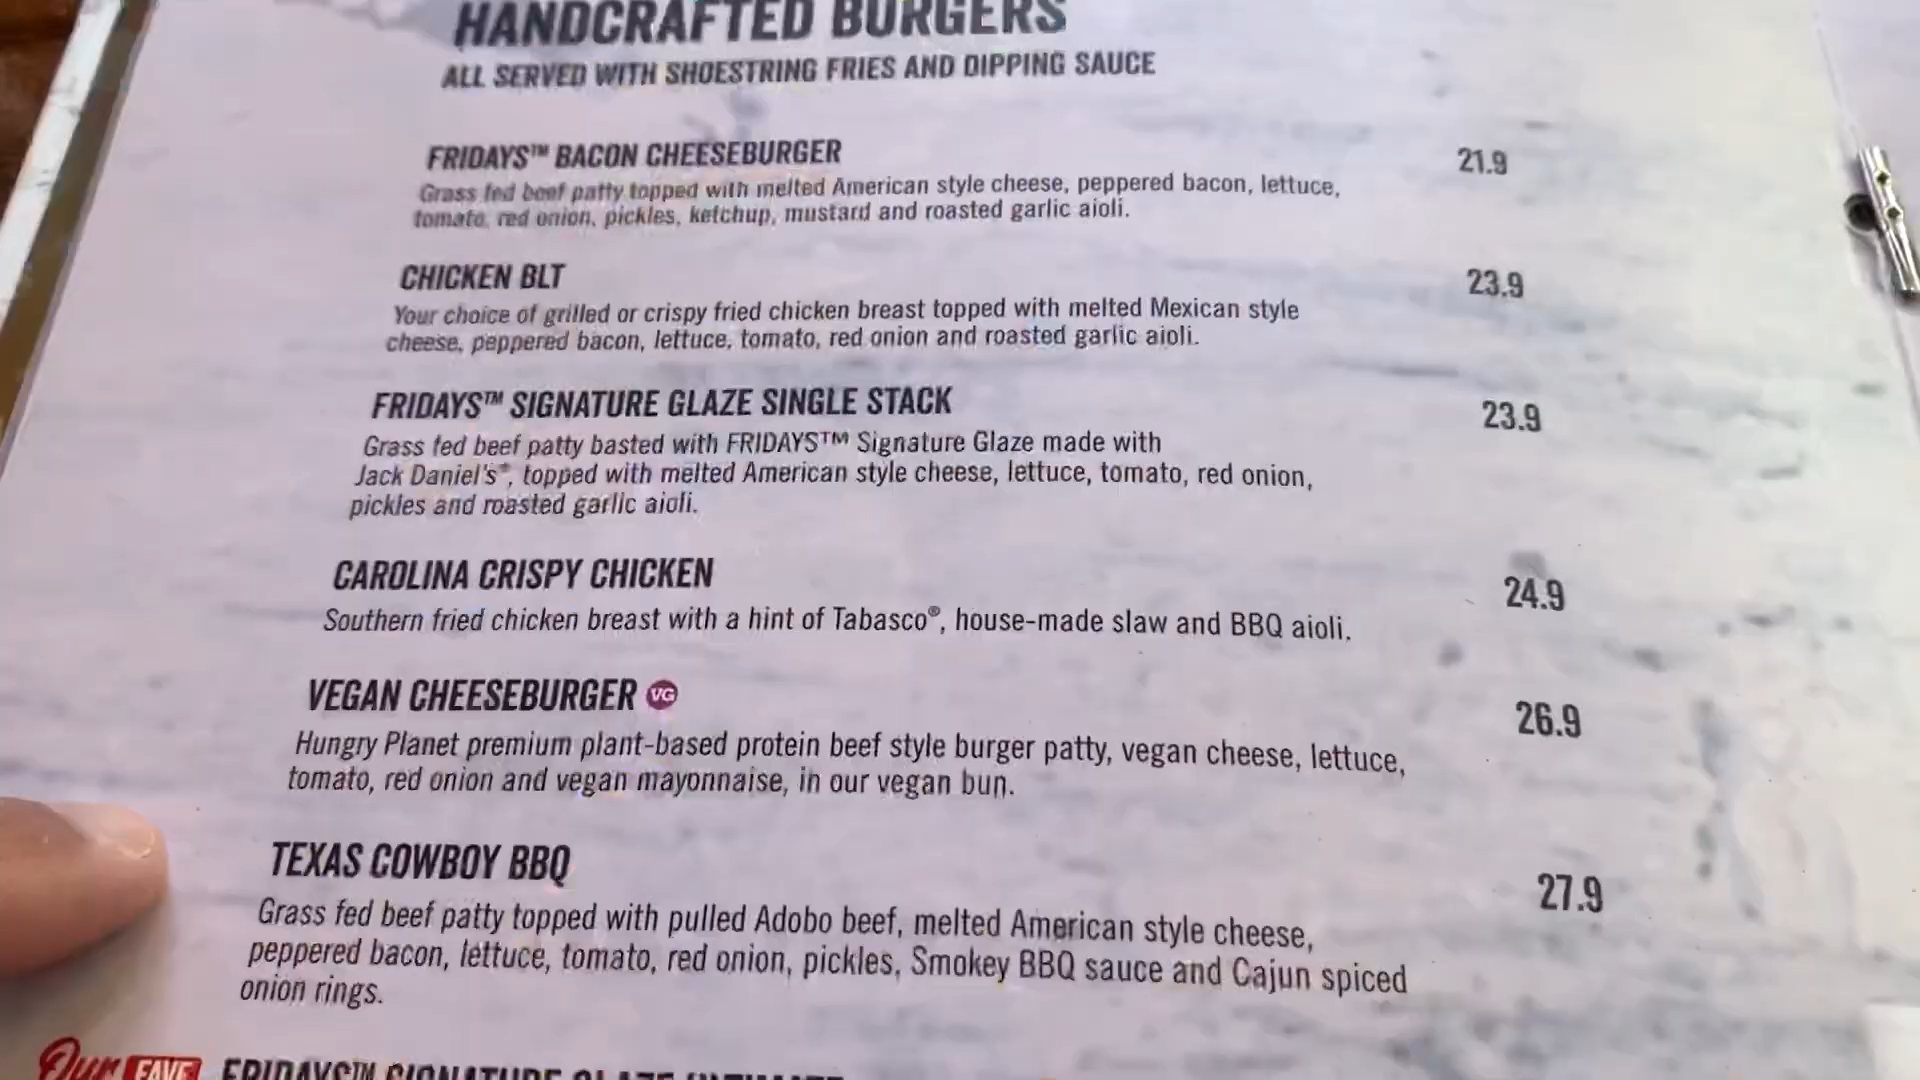 HANDCRAFTED BURGERS
ALL SERVED WITH SHOESTRING FRIES AND DIPPING SAUCE
FRIDAYS™ BACON CHEESEBURGER 21.9
Grass fed beef patty topped with melted American style cheese, peppered bacon, lettuce,
tomato, red onion, pickles, ketchup, mustard and roasted garlic aioli.
CHICKEN BLT 23.9
Your choice of grilled or crispy fried chicken breast topped with melted Mexican style
cheese, peppered bacon, lettuce, tomato, red onion and roasted garlic aioli.
FRIDAYS™ SIGNATURE GLAZE SINGLE STACK 23.9
Grass fed beef patty basted with FRIDAYS™ Signature Glaze made with
Jack Daniel's®, topped with melted American style cheese, lettuce, tomato, red onion,
pickles and roasted garlic aioli.
CAROLINA CRISPY CHICKEN 24.9
Southern fried chicken breast with a hint of Tabasco®, house-made slaw and BBQ aioli.
VEGAN CHEESEBURGER VG 26.9
Hungry Planet premium plant-based protein beef style burger patty, vegan cheese, lettuce,
tomato, red onion and vegan mayonnaise, in our vegan bun.
TEXAS COWBOY BBQ 27.9
Grass fed beef patty topped with pulled Adobo beef, melted American style cheese,
peppered bacon, lettuce, tomato, red onion, pickles, Smokey BBQ sauce and Cajun spiced
onion rings.
Our FAVE FRIDAYS™ SIGNATURE GLAZE ULTIMATE